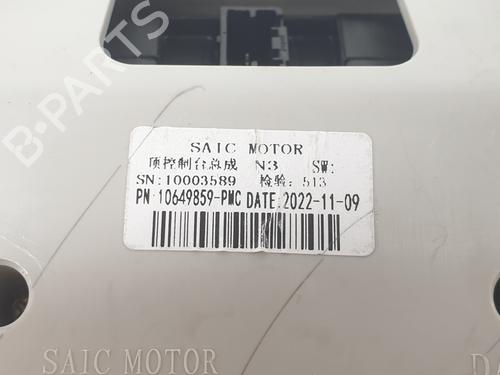 B-PARTS
SAIC MOTOR
顶控制台总成 N3 SW:
SN:10003589 检验: 513
PN:10649859-PMC DATE:2022-11-09
SAIC MOTOR